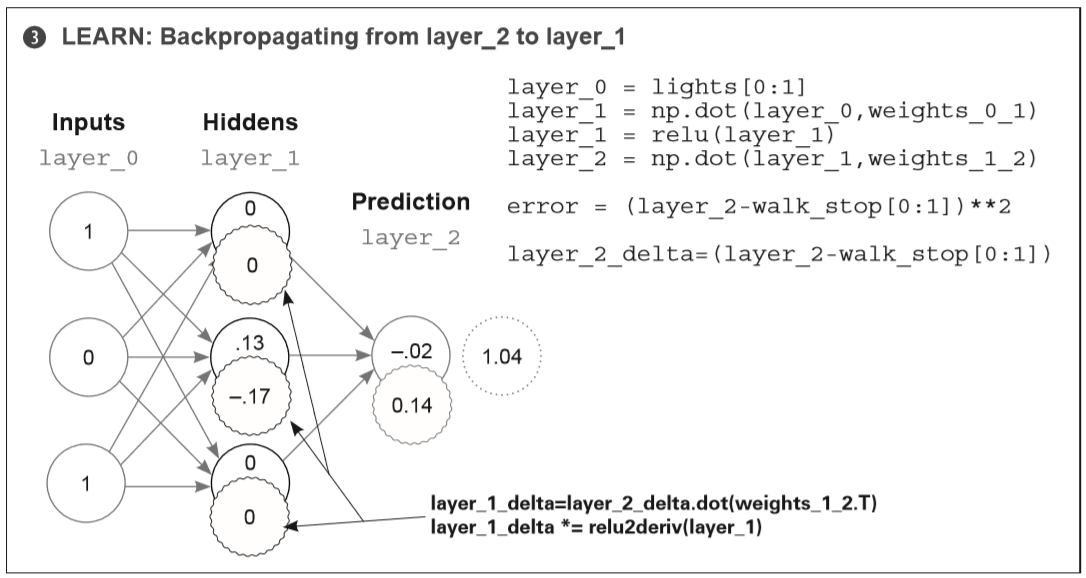 3 LEARN: Backpropagating from layer_2 to layer_1
layer_0 = lights[0:1]
layer_1 = np.dot(layer_0,weights_0_1)
layer_1 = relu(layer_1)
layer_2 = np.dot(layer_1,weights_1_2)
error = (layer_2-walk_stop[0:1])**2
layer_2_delta=(layer_2-walk_stop[0:1])
Inputs
layer_0
1
0
1
Hiddens
layer_1
0
0
.13
–.17
0
0
Prediction
layer_2
–.02
0.14
1.04
layer_1_delta=layer_2_delta.dot(weights_1_2.T)
layer_1_delta *= relu2deriv(layer_1)